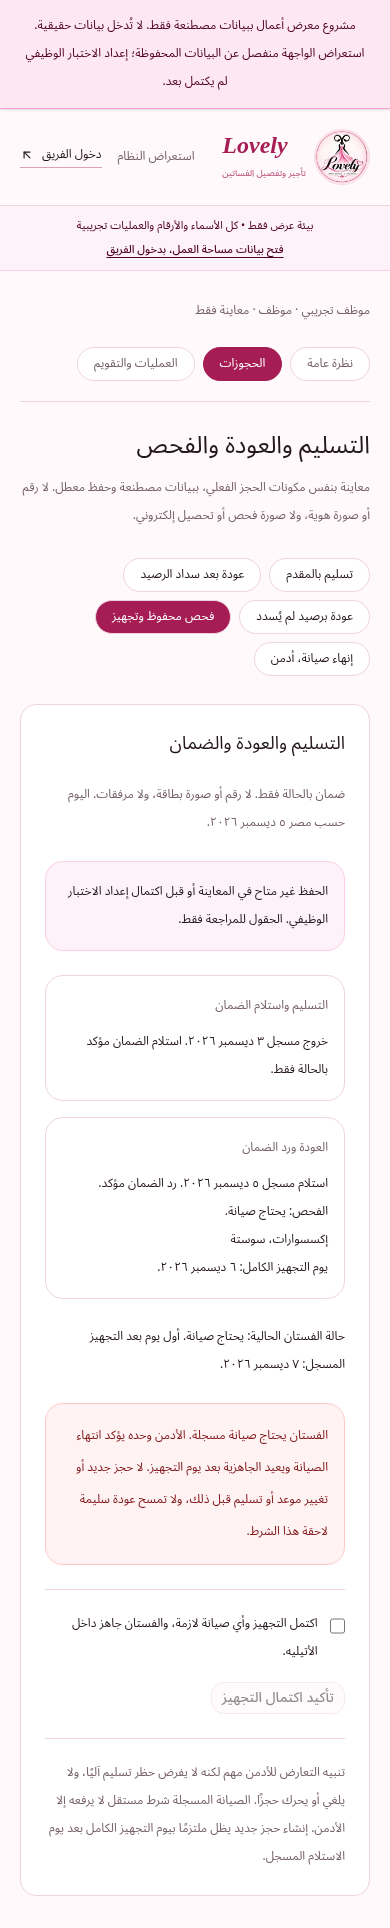 مشروع معرض أعمال ببيانات مصطنعة فقط. لا تُدخل بيانات حقيقية.
استعراض الواجهة منفصل عن البيانات المحفوظة؛ إعداد الاختبار الوظيفي
لم يكتمل بعد.
Lovely
تأجير وتفصيل الفساتين
استعراض النظام
دخول الفريق
بيئة عرض فقط • كل الأسماء والأرقام والعمليات تجريبية
فتح بيانات مساحة العمل، بدخول الفريق
موظف تجريبي · موظف · معاينة فقط
نظرة عامة
الحجوزات
العمليات والتقويم
التسليم والعودة والفحص
معاينة بنفس مكونات الحجز الفعلي، ببيانات مصطنعة وحفظ معطل. لا رقم
أو صورة هوية، ولا صورة فحص أو تحصيل إلكتروني.
تسليم بالمقدم
عودة بعد سداد الرصيد
عودة برصيد لم يُسدد
فحص محفوظ وتجهيز
إنهاء صيانة، أدمن
التسليم والعودة والضمان
ضمان بالحالة فقط. لا رقم أو صورة بطاقة، ولا مرفقات. اليوم
حسب مصر ٥ ديسمبر ٢٠٢٦.
الحفظ غير متاح في المعاينة أو قبل اكتمال إعداد الاختبار
الوظيفي. الحقول للمراجعة فقط.
التسليم واستلام الضمان
خروج مسجل ٣ ديسمبر ٢٠٢٦. استلام الضمان مؤكد
بالحالة فقط.
العودة ورد الضمان
استلام مسجل ٥ ديسمبر ٢٠٢٦. رد الضمان مؤكد.
الفحص: يحتاج صيانة.
إكسسوارات، سوستة
يوم التجهيز الكامل: ٦ ديسمبر ٢٠٢٦.
حالة الفستان الحالية: يحتاج صيانة. أول يوم بعد التجهيز
المسجل: ٧ ديسمبر ٢٠٢٦.
الفستان يحتاج صيانة مسجلة. الأدمن وحده يؤكد انتهاء
الصيانة ويعيد الجاهزية بعد يوم التجهيز. لا حجز جديد أو
تغيير موعد أو تسليم قبل ذلك، ولا تمسح عودة سليمة
لاحقة هذا الشرط.
اكتمل التجهيز وأي صيانة لازمة، والفستان جاهز داخل
الأتيليه.
تأكيد اكتمال التجهيز
تنبيه التعارض للأدمن مهم لكنه لا يفرض حظر تسليم آليًا، ولا
يلغي أو يحرك حجزًا. الصيانة المسجلة شرط مستقل لا يرفعه إلا
الأدمن. إنشاء حجز جديد يظل ملتزمًا بيوم التجهيز الكامل بعد يوم
الاستلام المسجل.